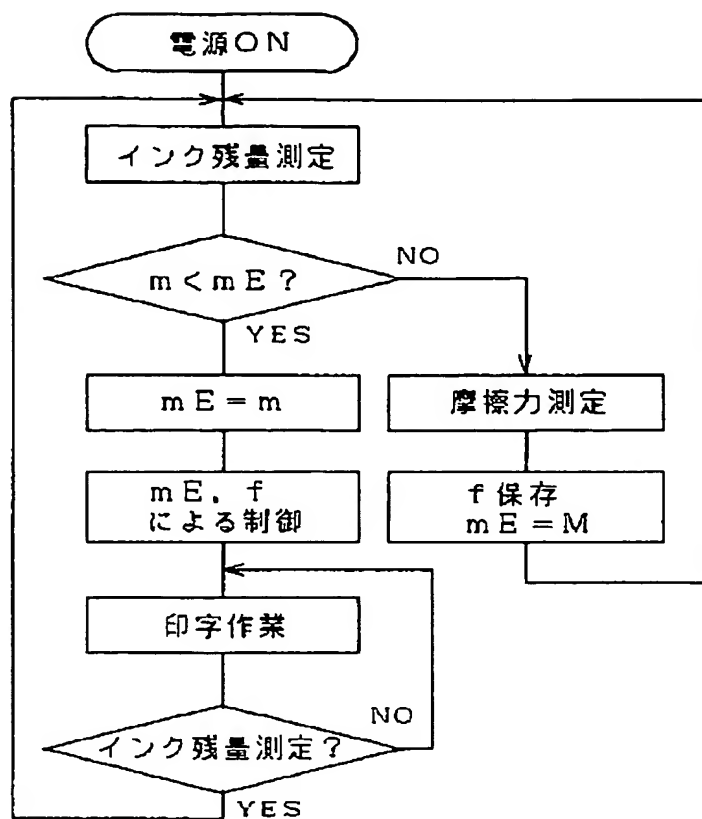 電源ON
インク残量測定
m<mE?
NO
YES
mE=m
摩擦力測定
mE,f
による制御
f保存
mE=M
印字作業
NO
インク残量測定?
YES